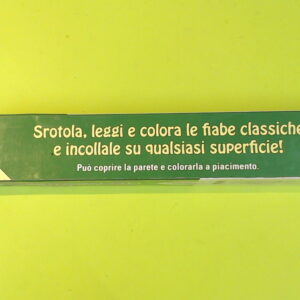 Srotola, leggi e colora le fiabe classiche
e incollale su qualsiasi superficie!
Può coprire la parete e colorarla a piacimento.